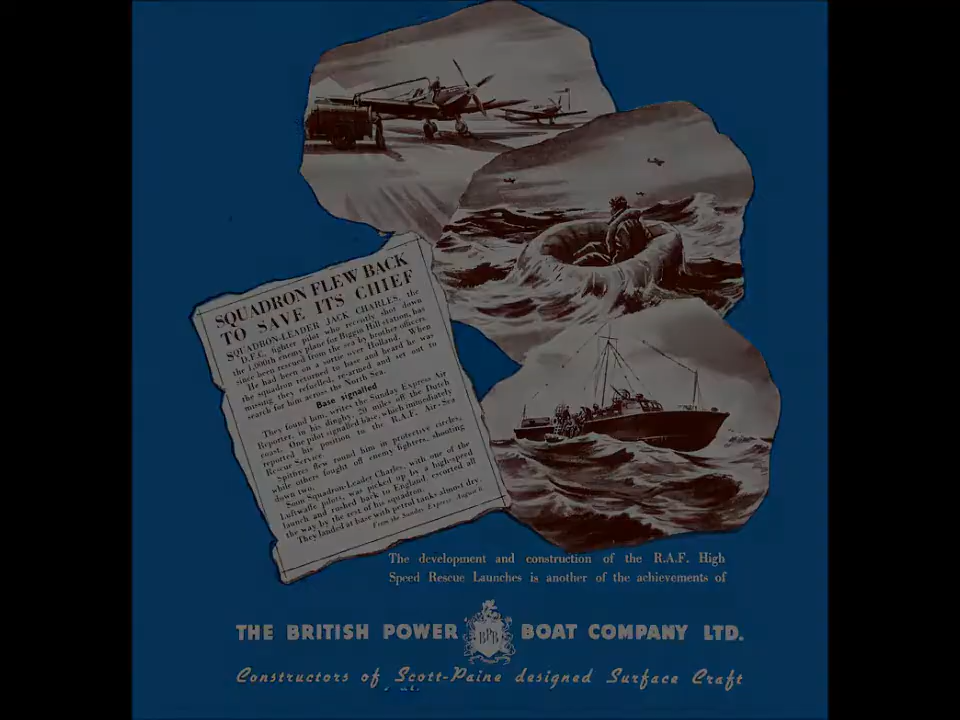 SQUADRON FLEW BACK
TO SAVE ITS CHIEF
SQUADRON-LEADER JACK CHARLES, the
D.F.C. fighter pilot who recently shot down
the 1,000th enemy plane for Biggin Hill station, has
since been rescued from the sea by brother officers.
He had been on a sortie over Holland. When
the squadron returned to base and heard he was
missing they refuelled, re-armed and set out to
search for him across the North Sea.
Base signalled
They found him, writes the Sunday Express Air
Reporter, in his dinghy, 20 miles off the Dutch
coast. One pilot signalled base, which immediately
reported his position to the R.A.F. Air-Sea
Rescue Service.
Spitfires flew round him in protective circles,
while others fought off enemy fighters, shooting
down two.
Soon Squadron-Leader Charles, with one of the
Luftwaffe pilots, was picked up by a high-speed
launch and rushed back to England, escorted all
the way by the rest of his squadron.
They landed at base with petrol tanks almost dry.
From the Sunday Express, August
The development and construction of the R.A.F. High
Speed Rescue Launches is another of the achievements of
THE BRITISH POWER BPB BOAT COMPANY LTD.
Constructors of Scott-Paine designed Surface Craft